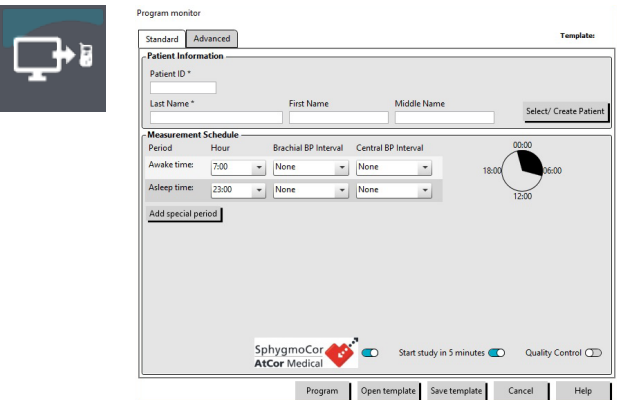 Program monitor
Standard Advanced Template:
Patient Information
Patient ID *
Last Name * First Name Middle Name
Select/ Create Patient
Measurement Schedule
Period Hour Brachial BP Interval Central BP Interval 00:00
Awake time: 7:00 None None
18:00 06:00
Asleep time: 23:00 None None
12:00
Add special period
SphygmoCor
AtCor Medical
Start study in 5 minutes Quality Control
Program Open template Save template Cancel Help